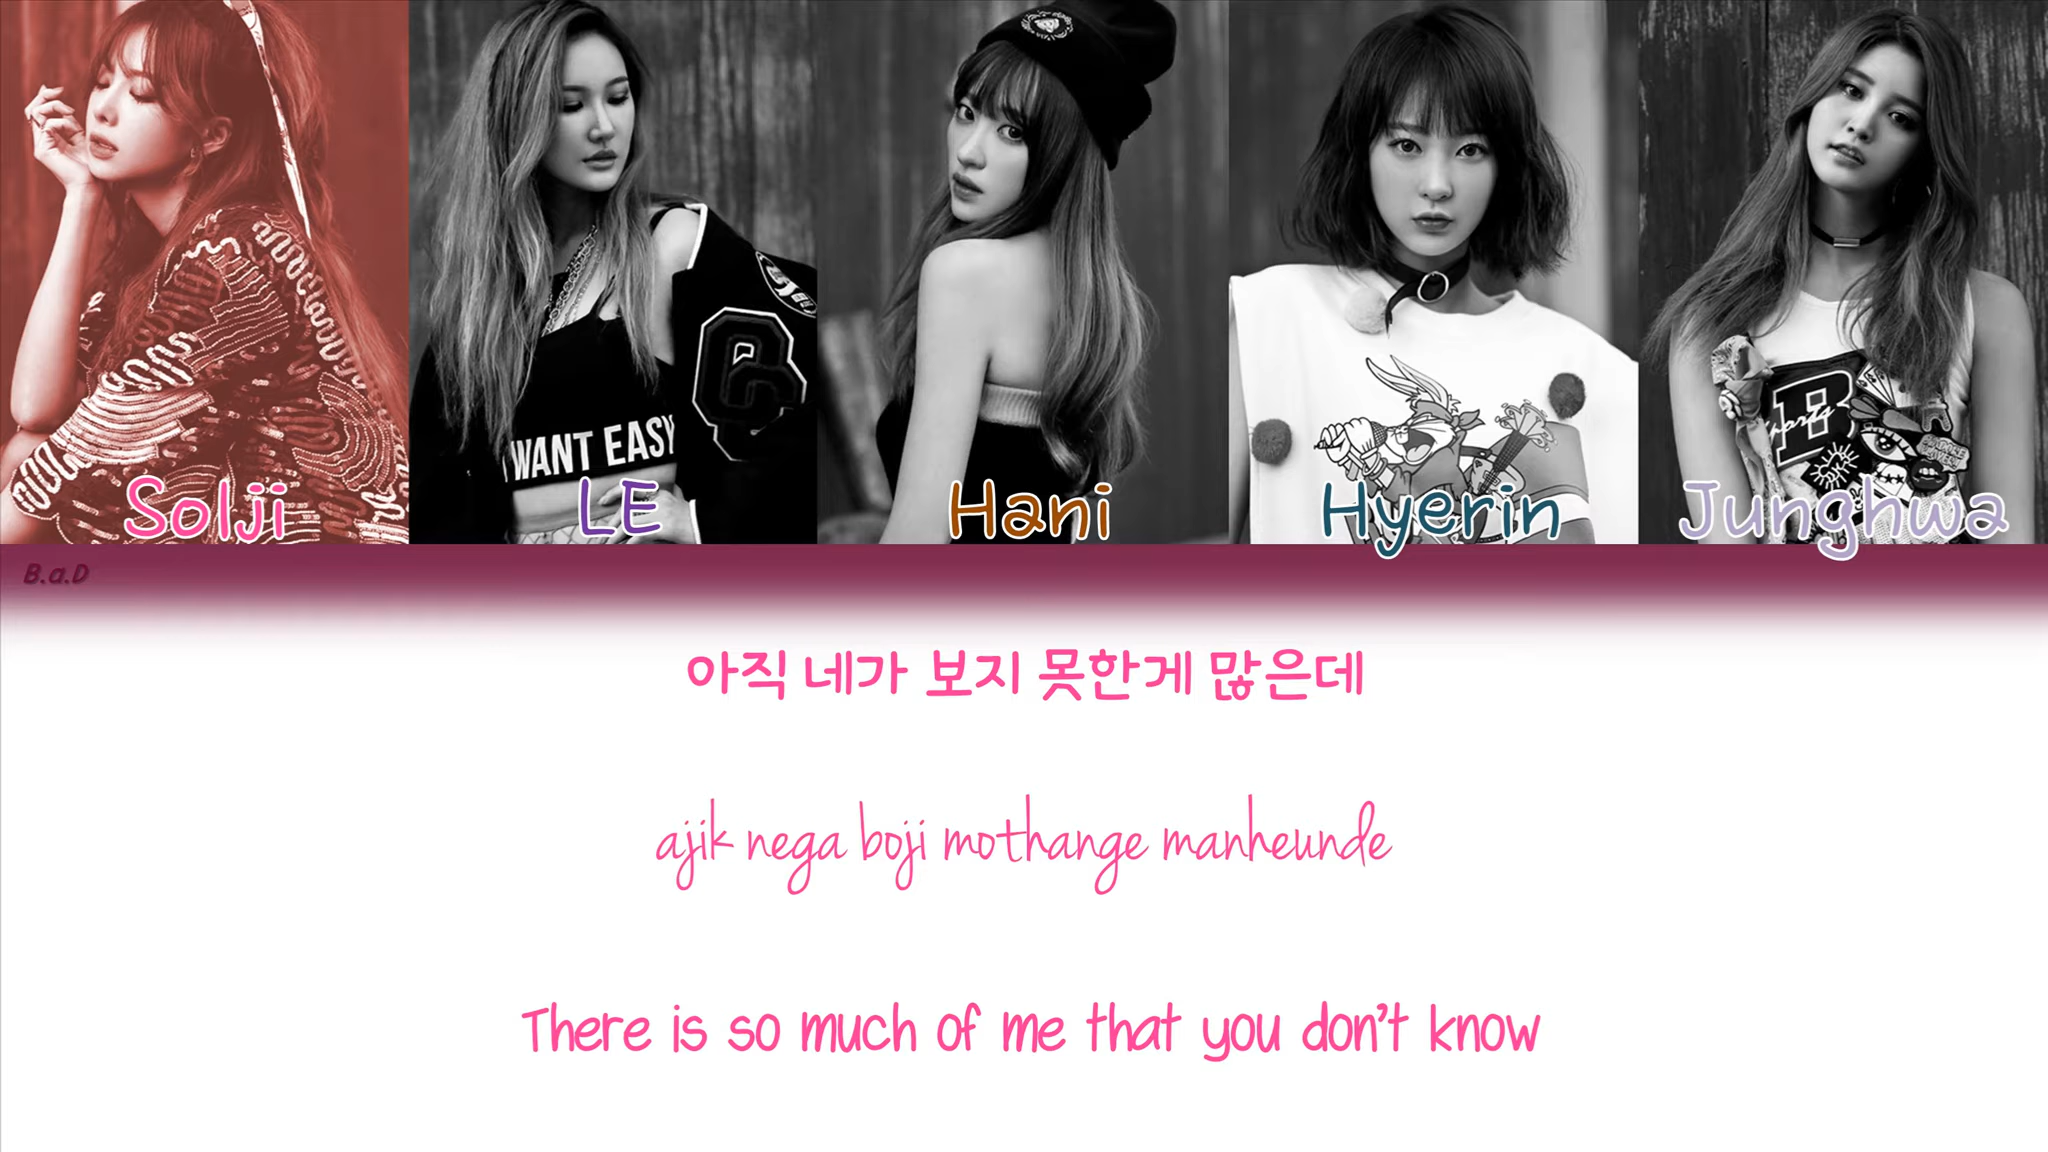 I WANT EASY
Solji
LE
Hani
Hyerin
Junghwa
B.a.D
아직 네가 보지 못한게 많은데
ajik nega boji mothange manheunde
There is so much of me that you don't know